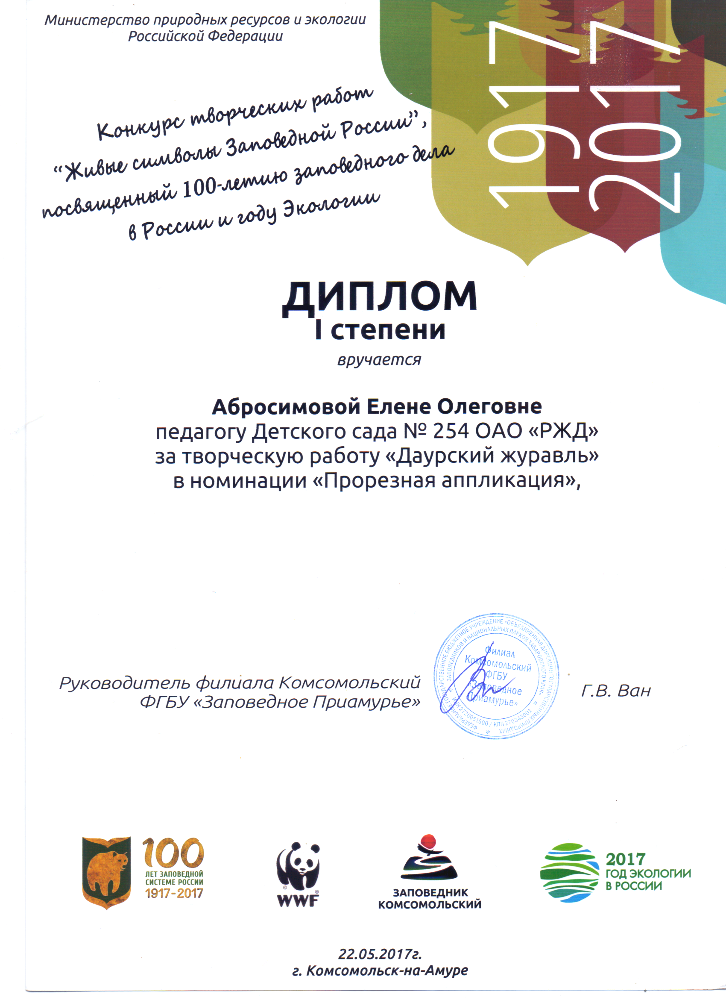 Министерство природных ресурсов и экологии
Российской Федерации
1917
2017
Конкурс творческих работ
“Живые символы Заповедной России”,
посвященный 100-летию заповедного дела
в России и году Экологии
ДИПЛОМ
I степени
вручается
Абросимовой Елене Олеговне
педагогу Детского сада № 254 ОАО «РЖД»
за творческую работу «Даурский журавль»
в номинации «Прорезная аппликация»,
Руководитель филиала Комсомольский
ФГБУ «Заповедное Приамурье»
ФЕДЕРАЛЬНОЕ ГОСУДАРСТВЕННОЕ БЮДЖЕТНОЕ УЧРЕЖДЕНИЕ «ОБЪЕДИНЕННАЯ ДИРЕКЦИЯ ГОСУДАРСТВЕННЫХ ПРИРОДНЫХ
ЗАПОВЕДНИКОВ И НАЦИОНАЛЬНЫХ ПАРКОВ ХАБАРОВСКОГО КРАЯ»
ИНН 2720051500 / КПП 270343001
Филиал
Комсомольский
ФГБУ
«Заповедное
Приамурье»
Г.В. Ван
100
ЛЕТ ЗАПОВЕДНОЙ
СИСТЕМЕ РОССИИ
1917-2017
©
®
WWF
ЗАПОВЕДНИК
КОМСОМОЛЬСКИЙ
2017
ГОД ЭКОЛОГИИ
В РОССИИ
22.05.2017г.
г. Комсомольск-на-Амуре